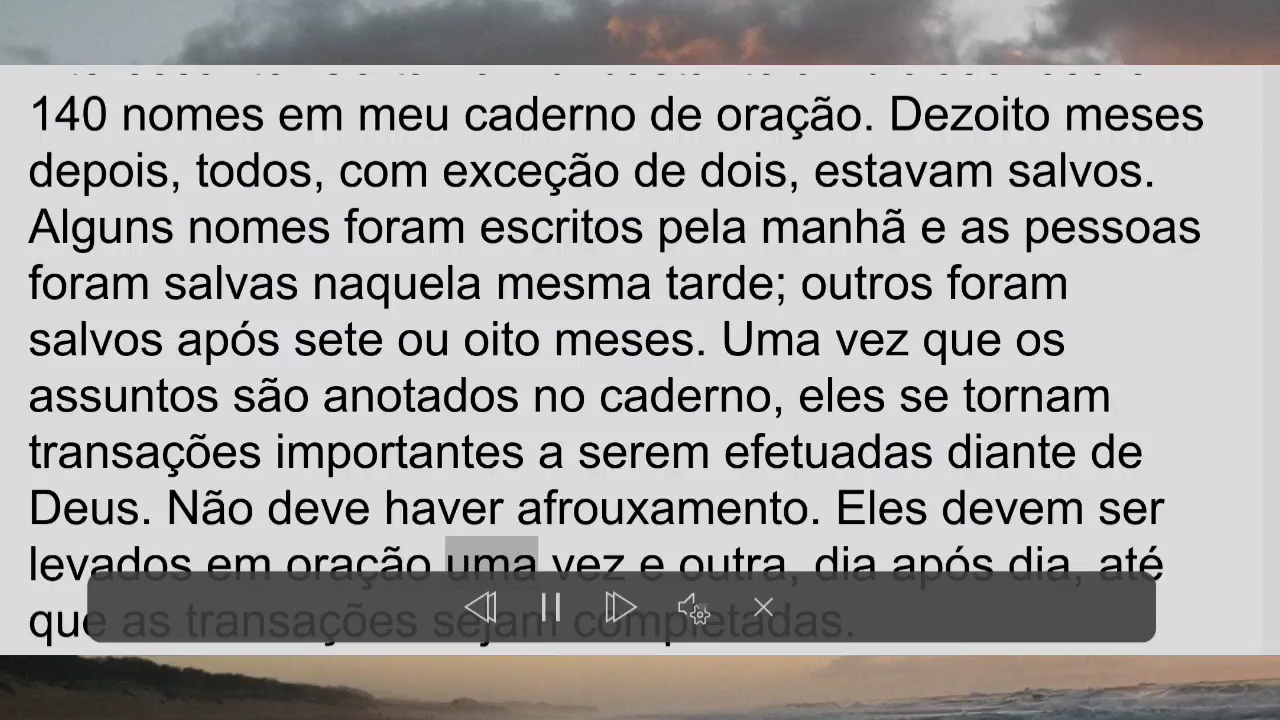 140 nomes em meu caderno de oração. Dezoito meses
depois, todos, com exceção de dois, estavam salvos.
Alguns nomes foram escritos pela manhã e as pessoas
foram salvas naquela mesma tarde; outros foram
salvos após sete ou oito meses. Uma vez que os
assuntos são anotados no caderno, eles se tornam
transações importantes a serem efetuadas diante de
Deus. Não deve haver afrouxamento. Eles devem ser
levados em oração uma vez e outra, dia após dia, até
que as transações sejam completadas.